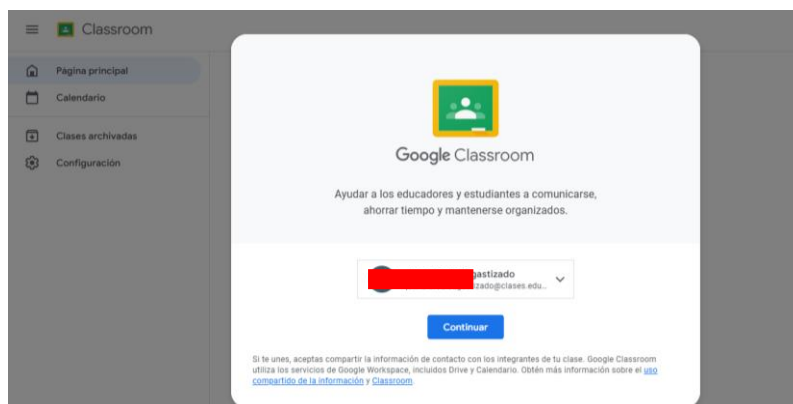 Classroom
Página principal
Calendario
Clases archivadas
Configuración
Google Classroom
Ayudar a los educadores y estudiantes a comunicarse,
ahorrar tiempo y mantenerse organizados.
gastizado
izado@clases.edu...
Continuar
Si te unes, aceptas compartir la información de contacto con los integrantes de tu clase. Google Classroom
utiliza los servicios de Google Workspace, incluidos Drive y Calendario. Obtén más información sobre el uso
compartido de la información y Classroom.